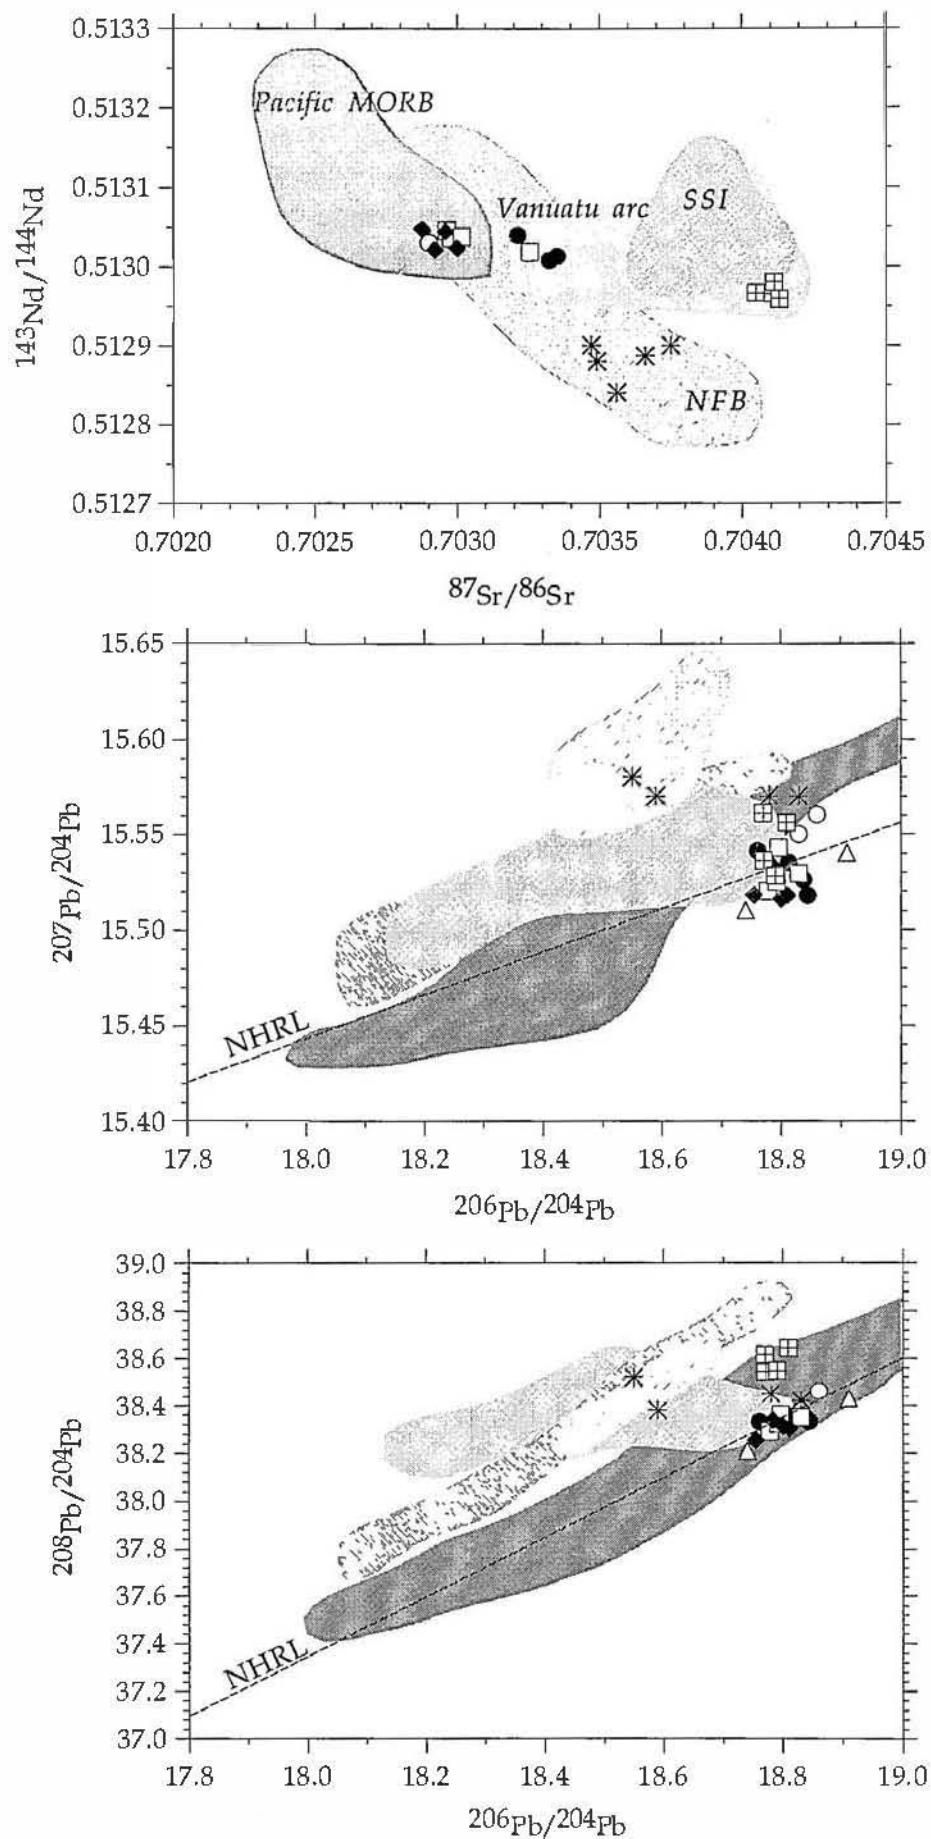 0.5133
0.5132
0.5131
0.5130
0.5129
0.5128
0.5127
143Nd/144Nd
Pacific MORB
Vanuatu arc
SSI
NFB
0.7020 0.7025 0.7030 0.7035 0.7040 0.7045
87Sr/86Sr
15.65
15.60
15.55
15.50
15.45
15.40
207Pb/204Pb
NHRL
17.8 18.0 18.2 18.4 18.6 18.8 19.0
206Pb/204Pb
39.0
38.8
38.6
38.4
38.2
38.0
37.8
37.6
37.4
37.2
37.0
208Pb/204Pb
NHRL
17.8 18.0 18.2 18.4 18.6 18.8 19.0
206Pb/204Pb